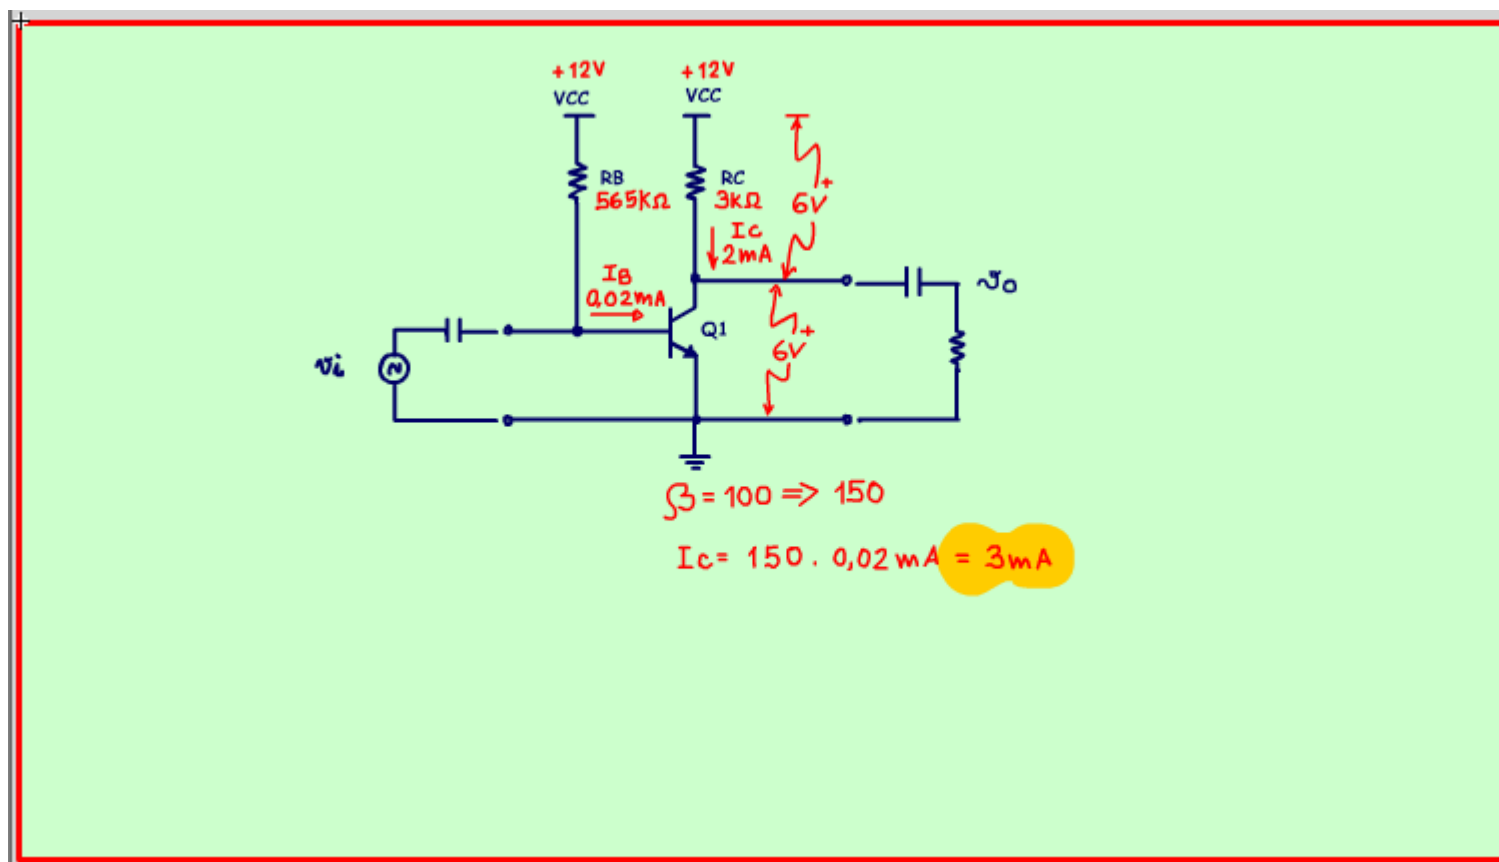 +12V
+12V
VCC
VCC
RB
565KΩ
RC
3KΩ
6V
+
IC
2mA
IB
0,02mA
Q1
+
6V
vi
~
vo
β = 100 => 150
Ic = 150 . 0,02 mA = 3mA